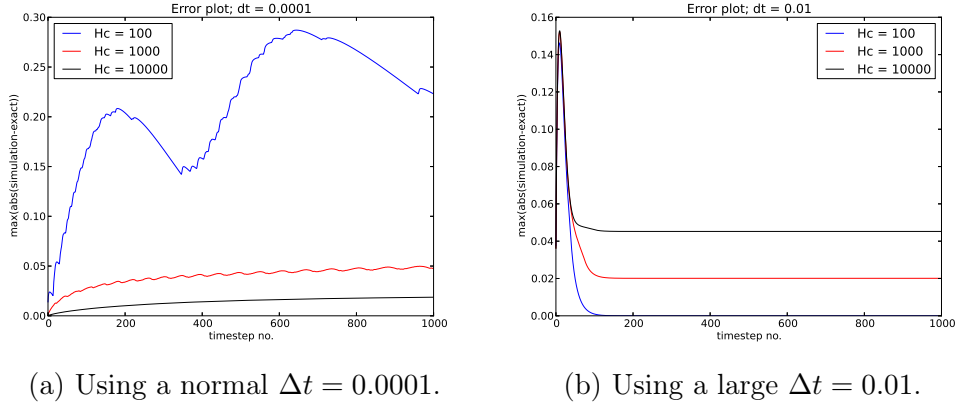 Error plot; dt = 0.0001
Hc = 100
Hc = 1000
Hc = 10000
max(abs(simulation-exact))
0.30
0.25
0.20
0.15
0.10
0.05
0.00
0 200 400 600 800 1000
timestep no.
(a) Using a normal Δt = 0.0001.
Error plot; dt = 0.01
Hc = 100
Hc = 1000
Hc = 10000
max(abs(simulation-exact))
0.16
0.14
0.12
0.10
0.08
0.06
0.04
0.02
0.00
0 200 400 600 800 1000
timestep no.
(b) Using a large Δt = 0.01.